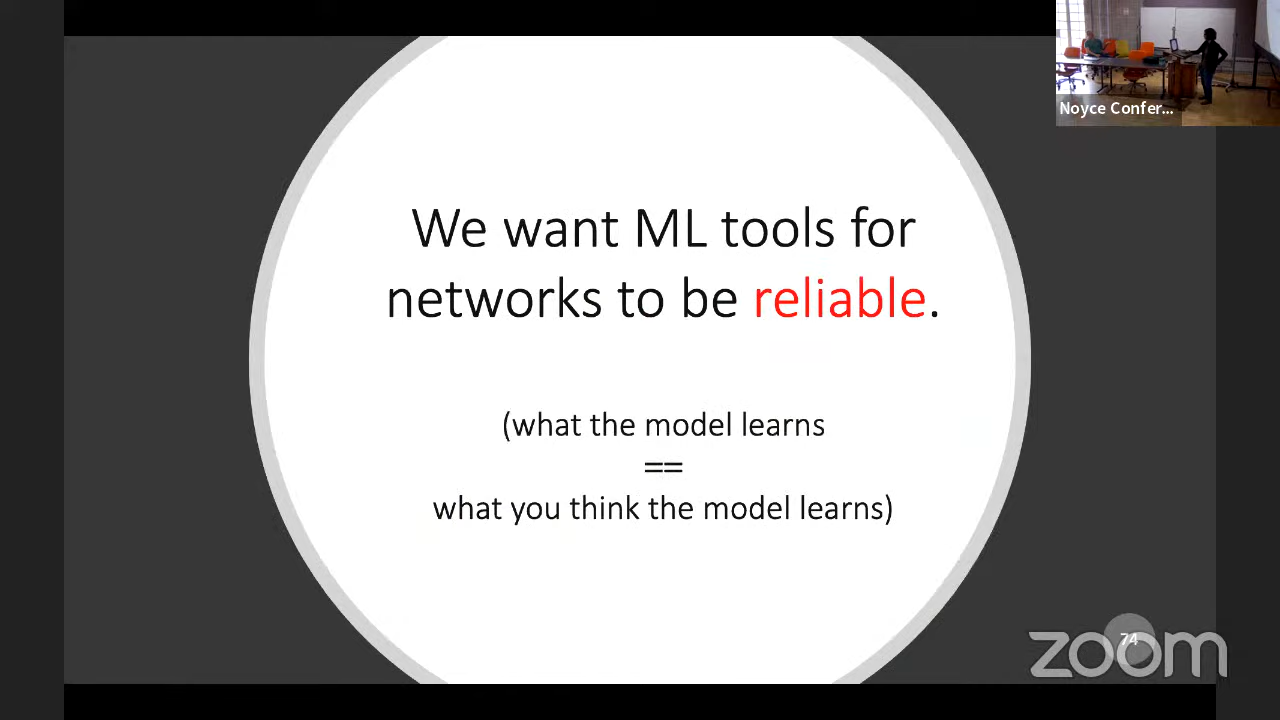 Noyce Confer...
We want ML tools for
networks to be reliable.
(what the model learns
==
what you think the model learns)
74
zoom